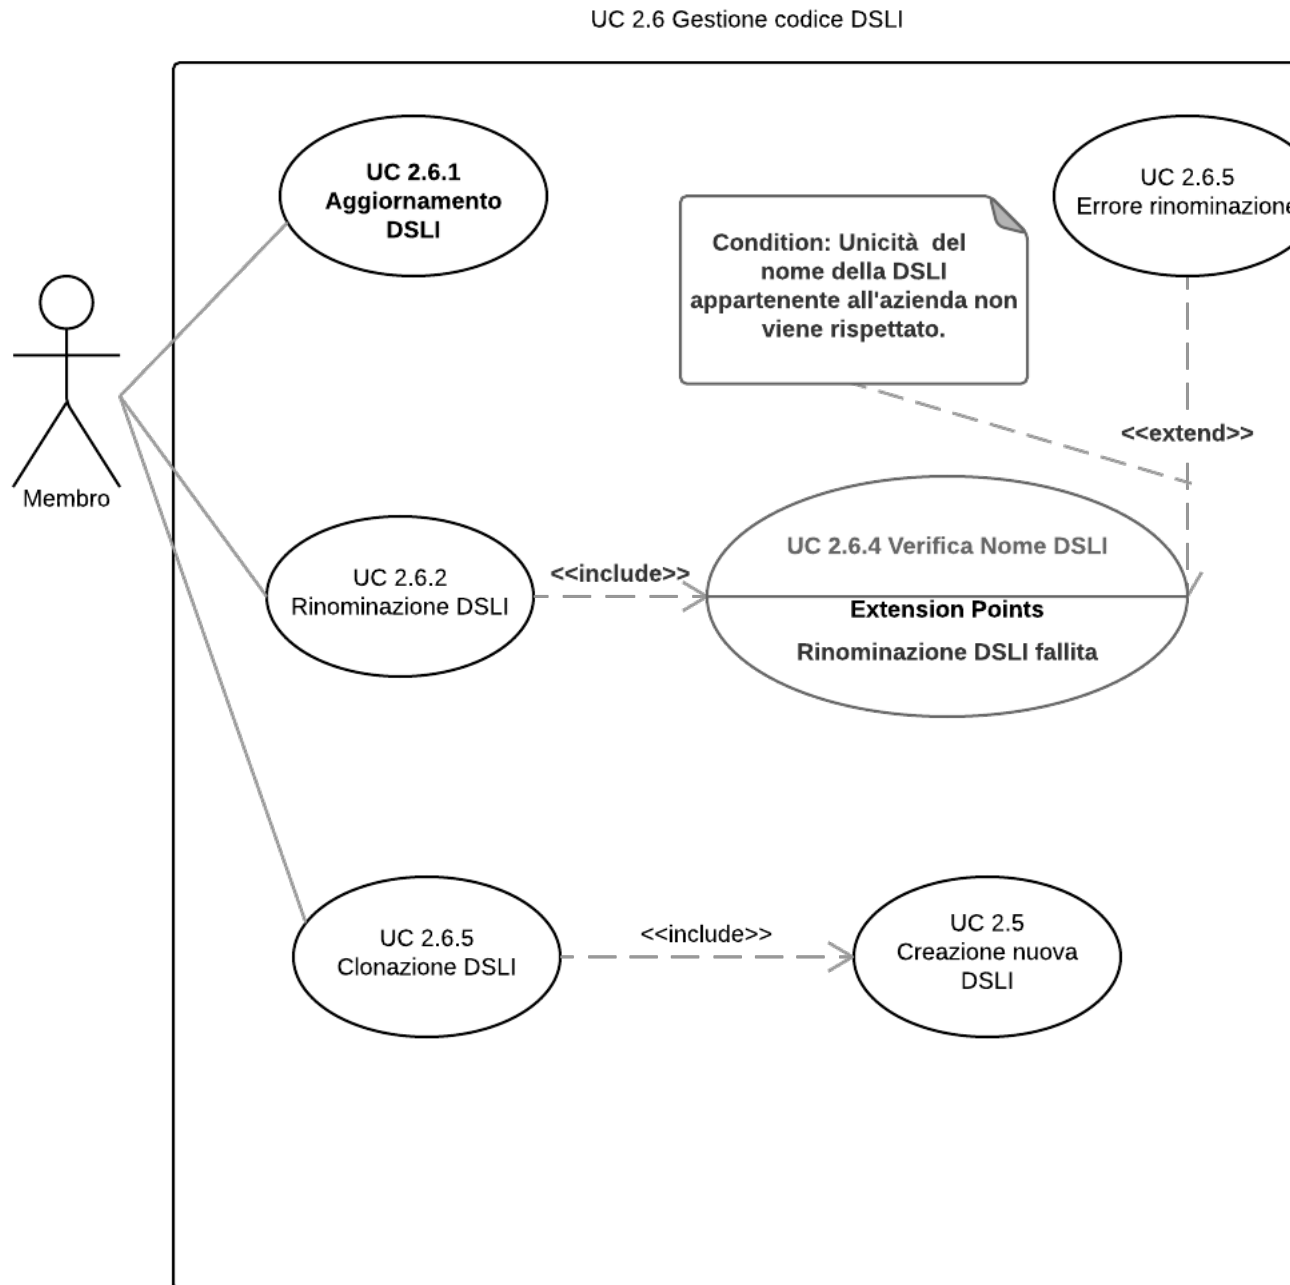 UC 2.6 Gestione codice DSLI
UC 2.6.1
Aggiornamento
DSLI
UC 2.6.5
Errore rinominazione
Condition: Unicità del
nome della DSLI
appartenente all'azienda non
viene rispettato.
<<extend>>
Membro
UC 2.6.2
Rinominazione DSLI
<<include>>
UC 2.6.4 Verifica Nome DSLI
Extension Points
Rinominazione DSLI fallita
UC 2.6.5
Clonazione DSLI
<<include>>
UC 2.5
Creazione nuova
DSLI